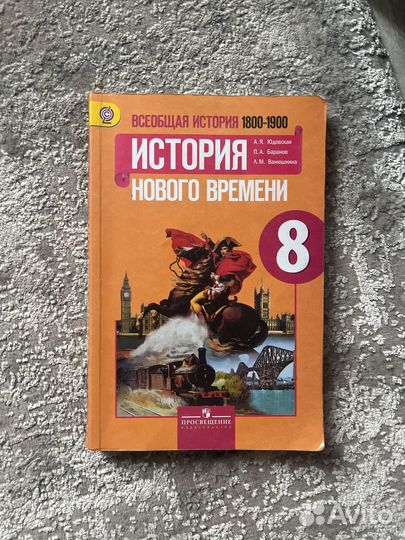 ВСЕОБЩАЯ ИСТОРИЯ 1800-1900
А. Я. Юдовская
П. А. Баранов
Л. М. Ванюшкина
ИСТОРИЯ
НОВОГО ВРЕМЕНИ
8
ПРОСВЕЩЕНИЕ
ИЗДАТЕЛЬСТВО
Avito